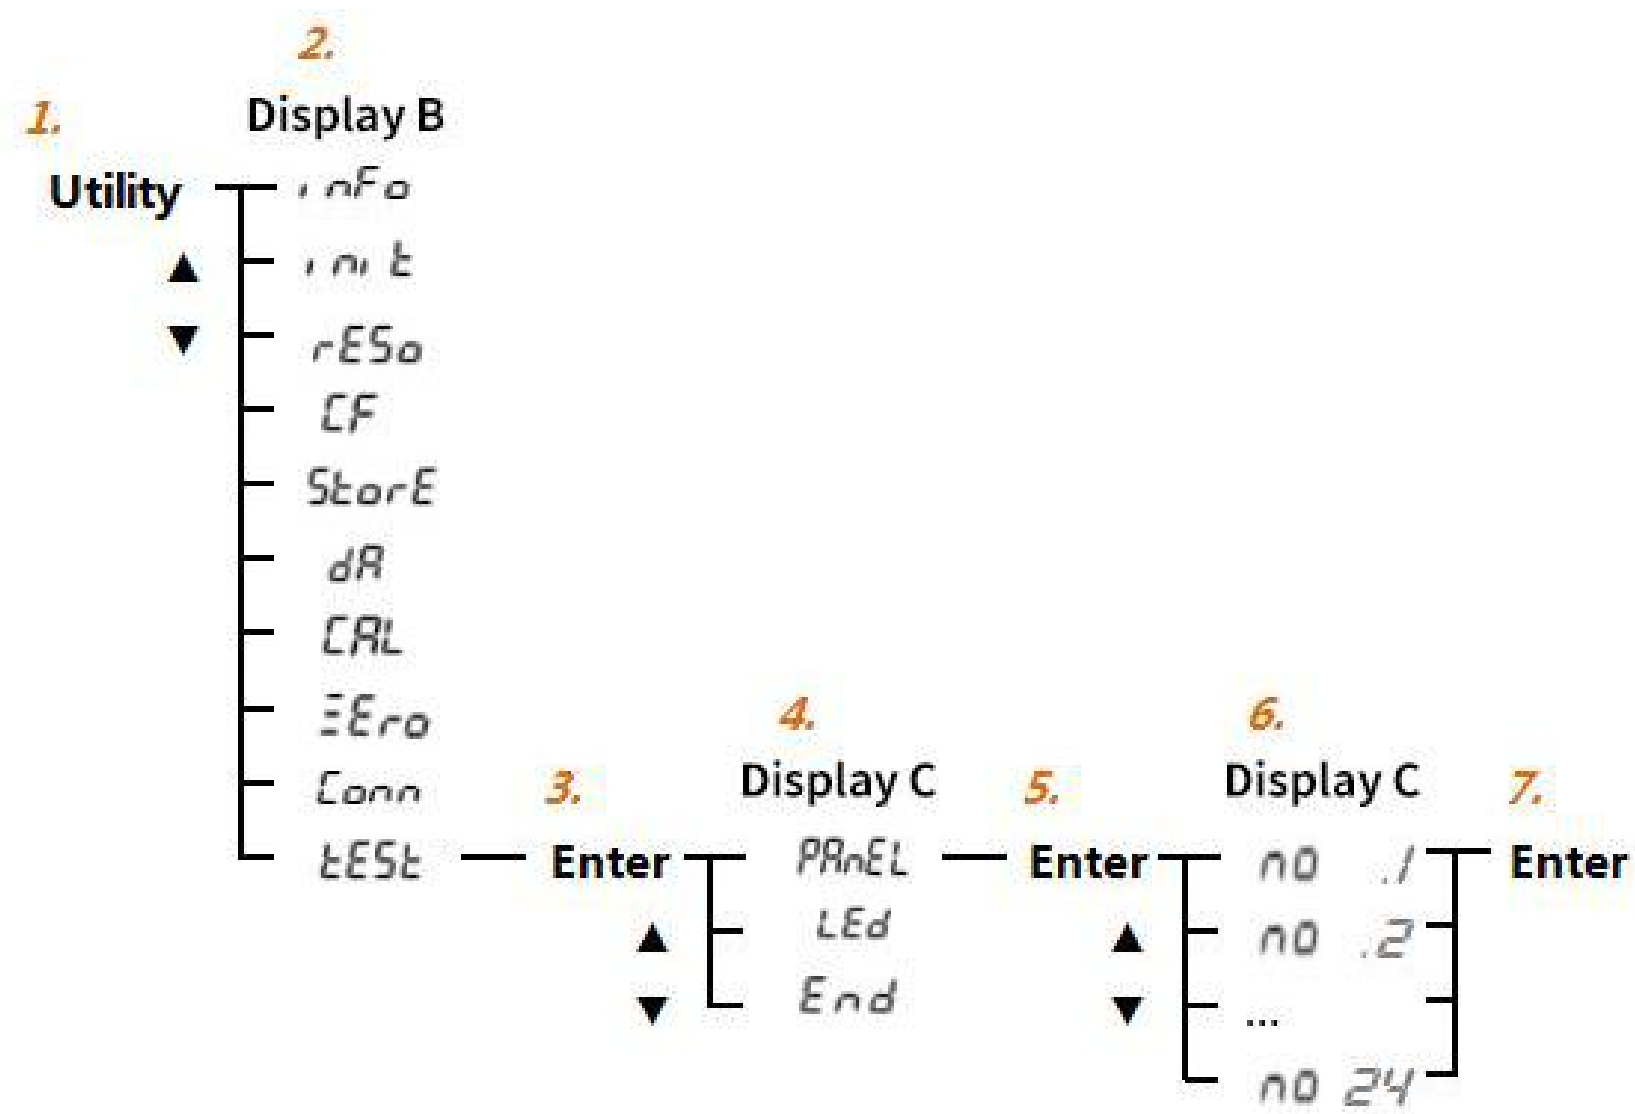 2.
1.
Display B
Utility
inFo
init
rESo
CF
StorE
dA
CAL
ZEro
4.
6.
Display C
Display C
3.
5.
7.
Conn
tESt
Enter
PAnEL
Enter
no .1
Enter
LEd
no .2
End
...
no 24